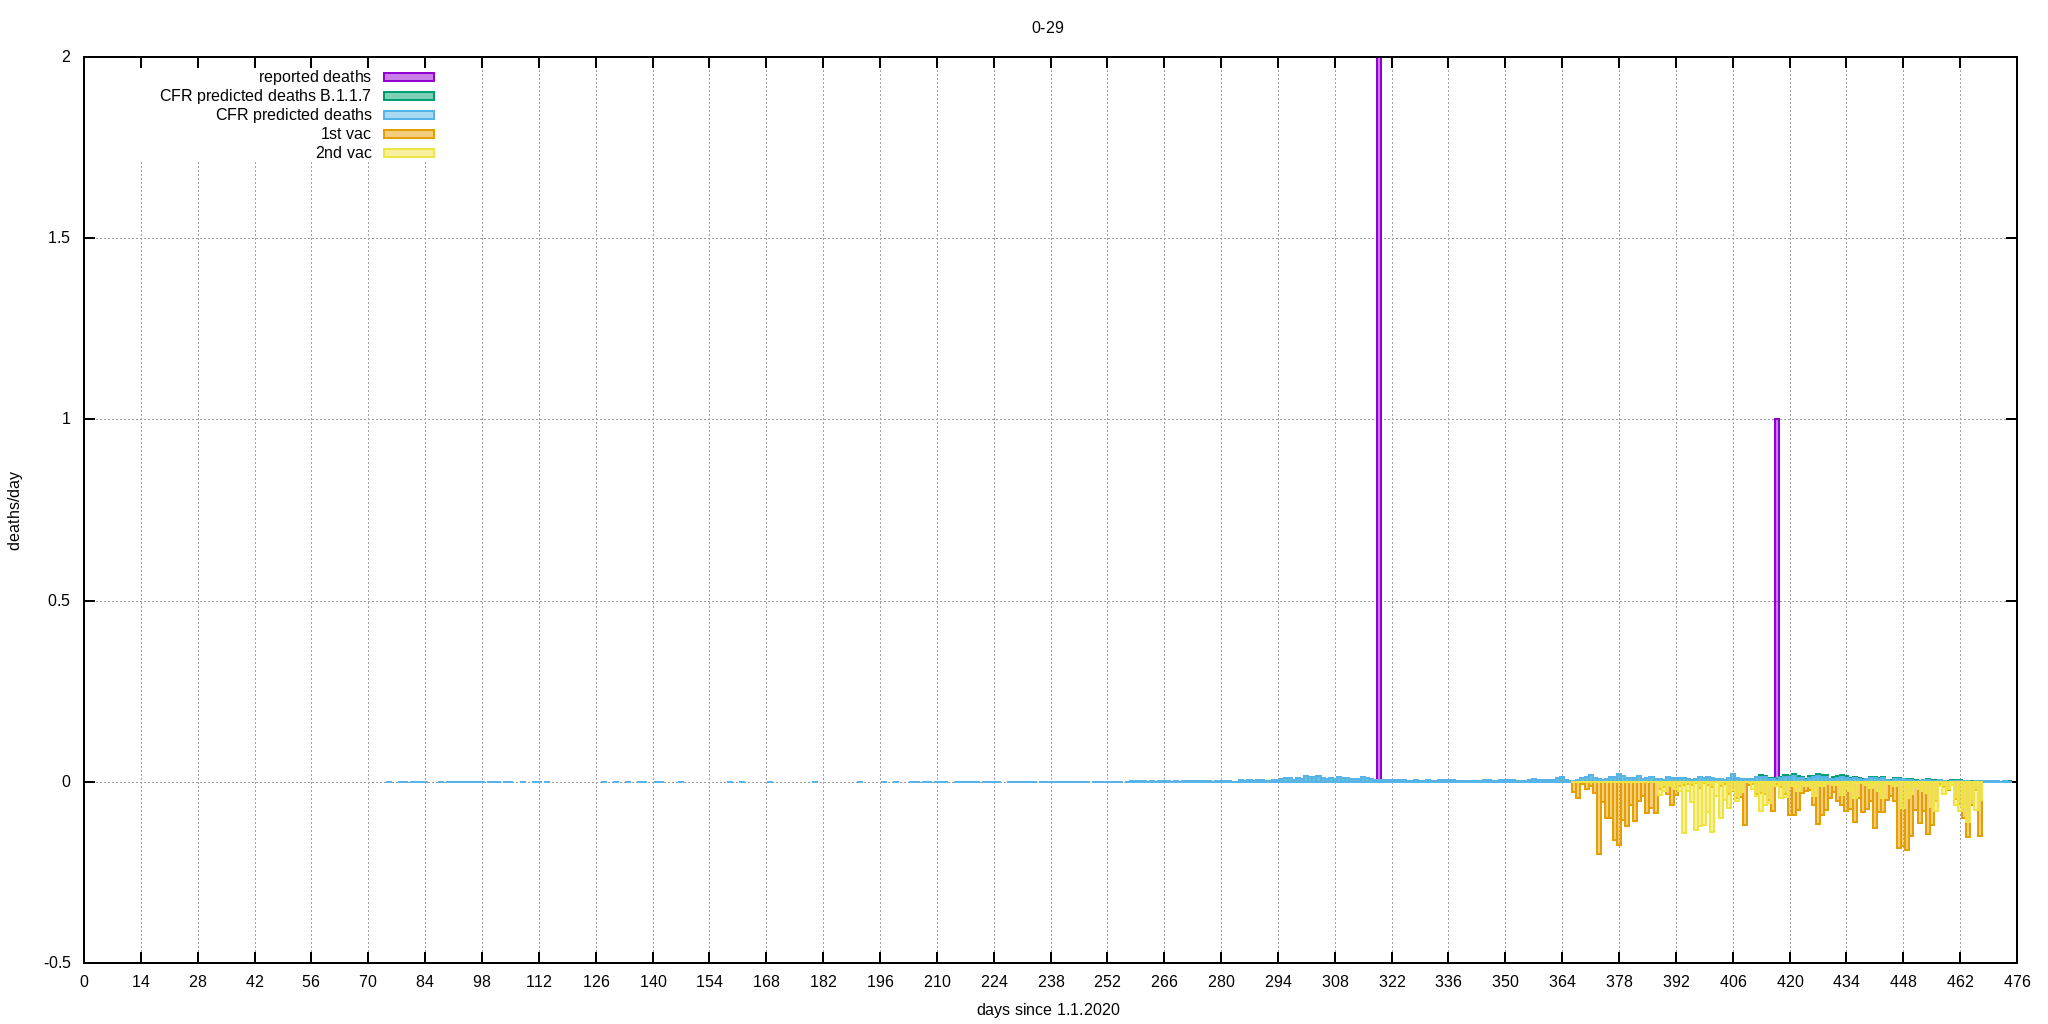 0-29
reported deaths
CFR predicted deaths B.1.1.7
CFR predicted deaths
1st vac
2nd vac
2
1.5
1
0.5
0
-0.5
deaths/day
0 14 28 42 56 70 84 98 112 126 140 154 168 182 196 210 224 238 252 266 280 294 308 322 336 350 364 378 392 406 420 434 448 462 476
days since 1.1.2020